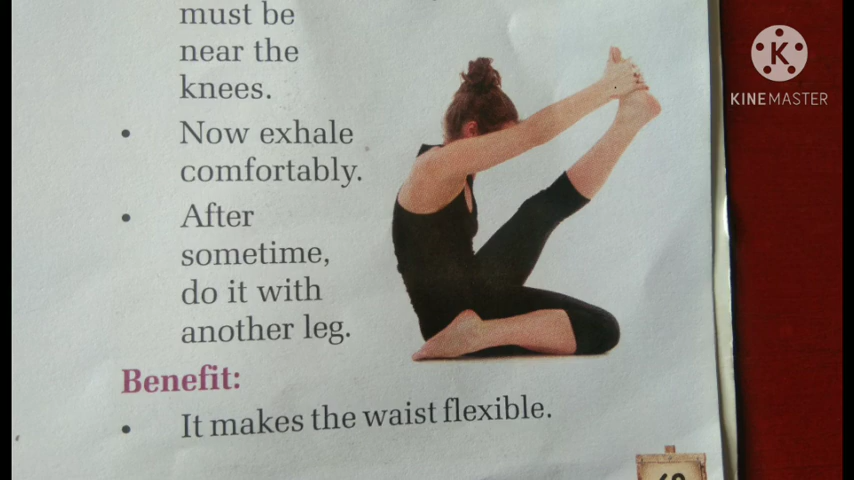 must be
near the
knees.
• Now exhale
comfortably.
• After
sometime,
do it with
another leg.
Benefit:
• It makes the waist flexible.
K
KINEMASTER